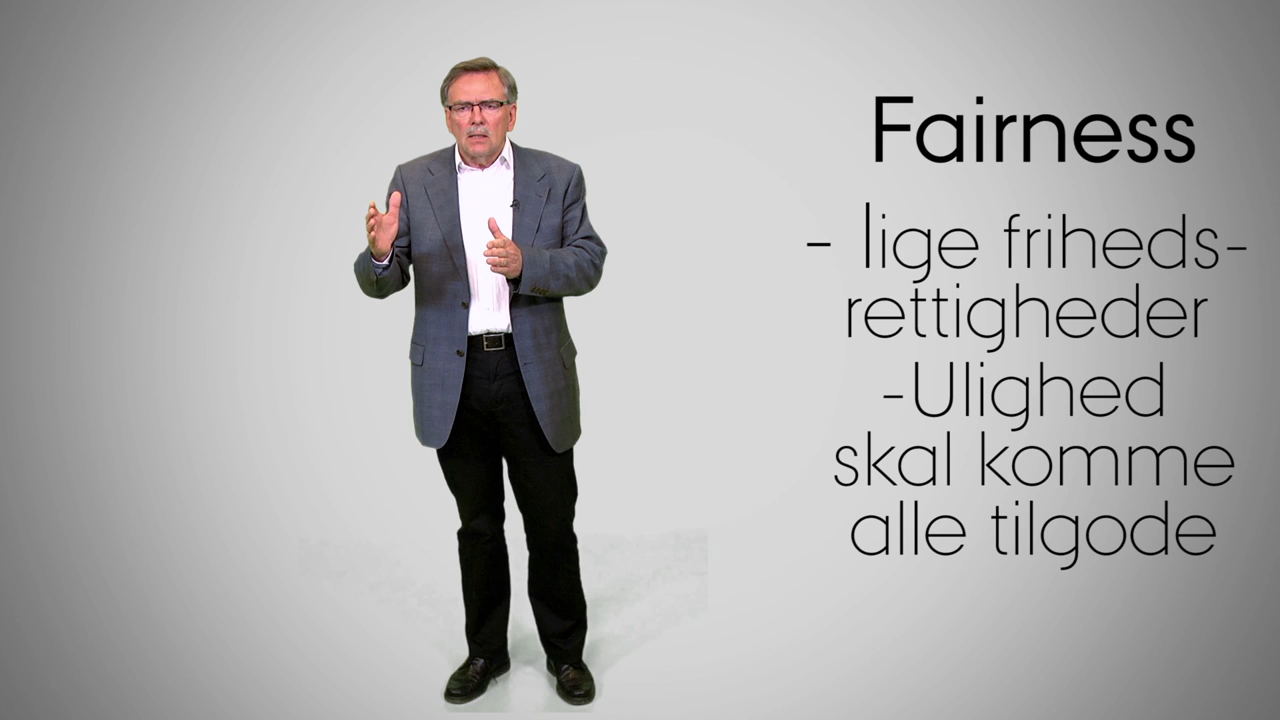 Fairness
- lige friheds-
rettigheder
-Ulighed
skal komme
alle tilgode